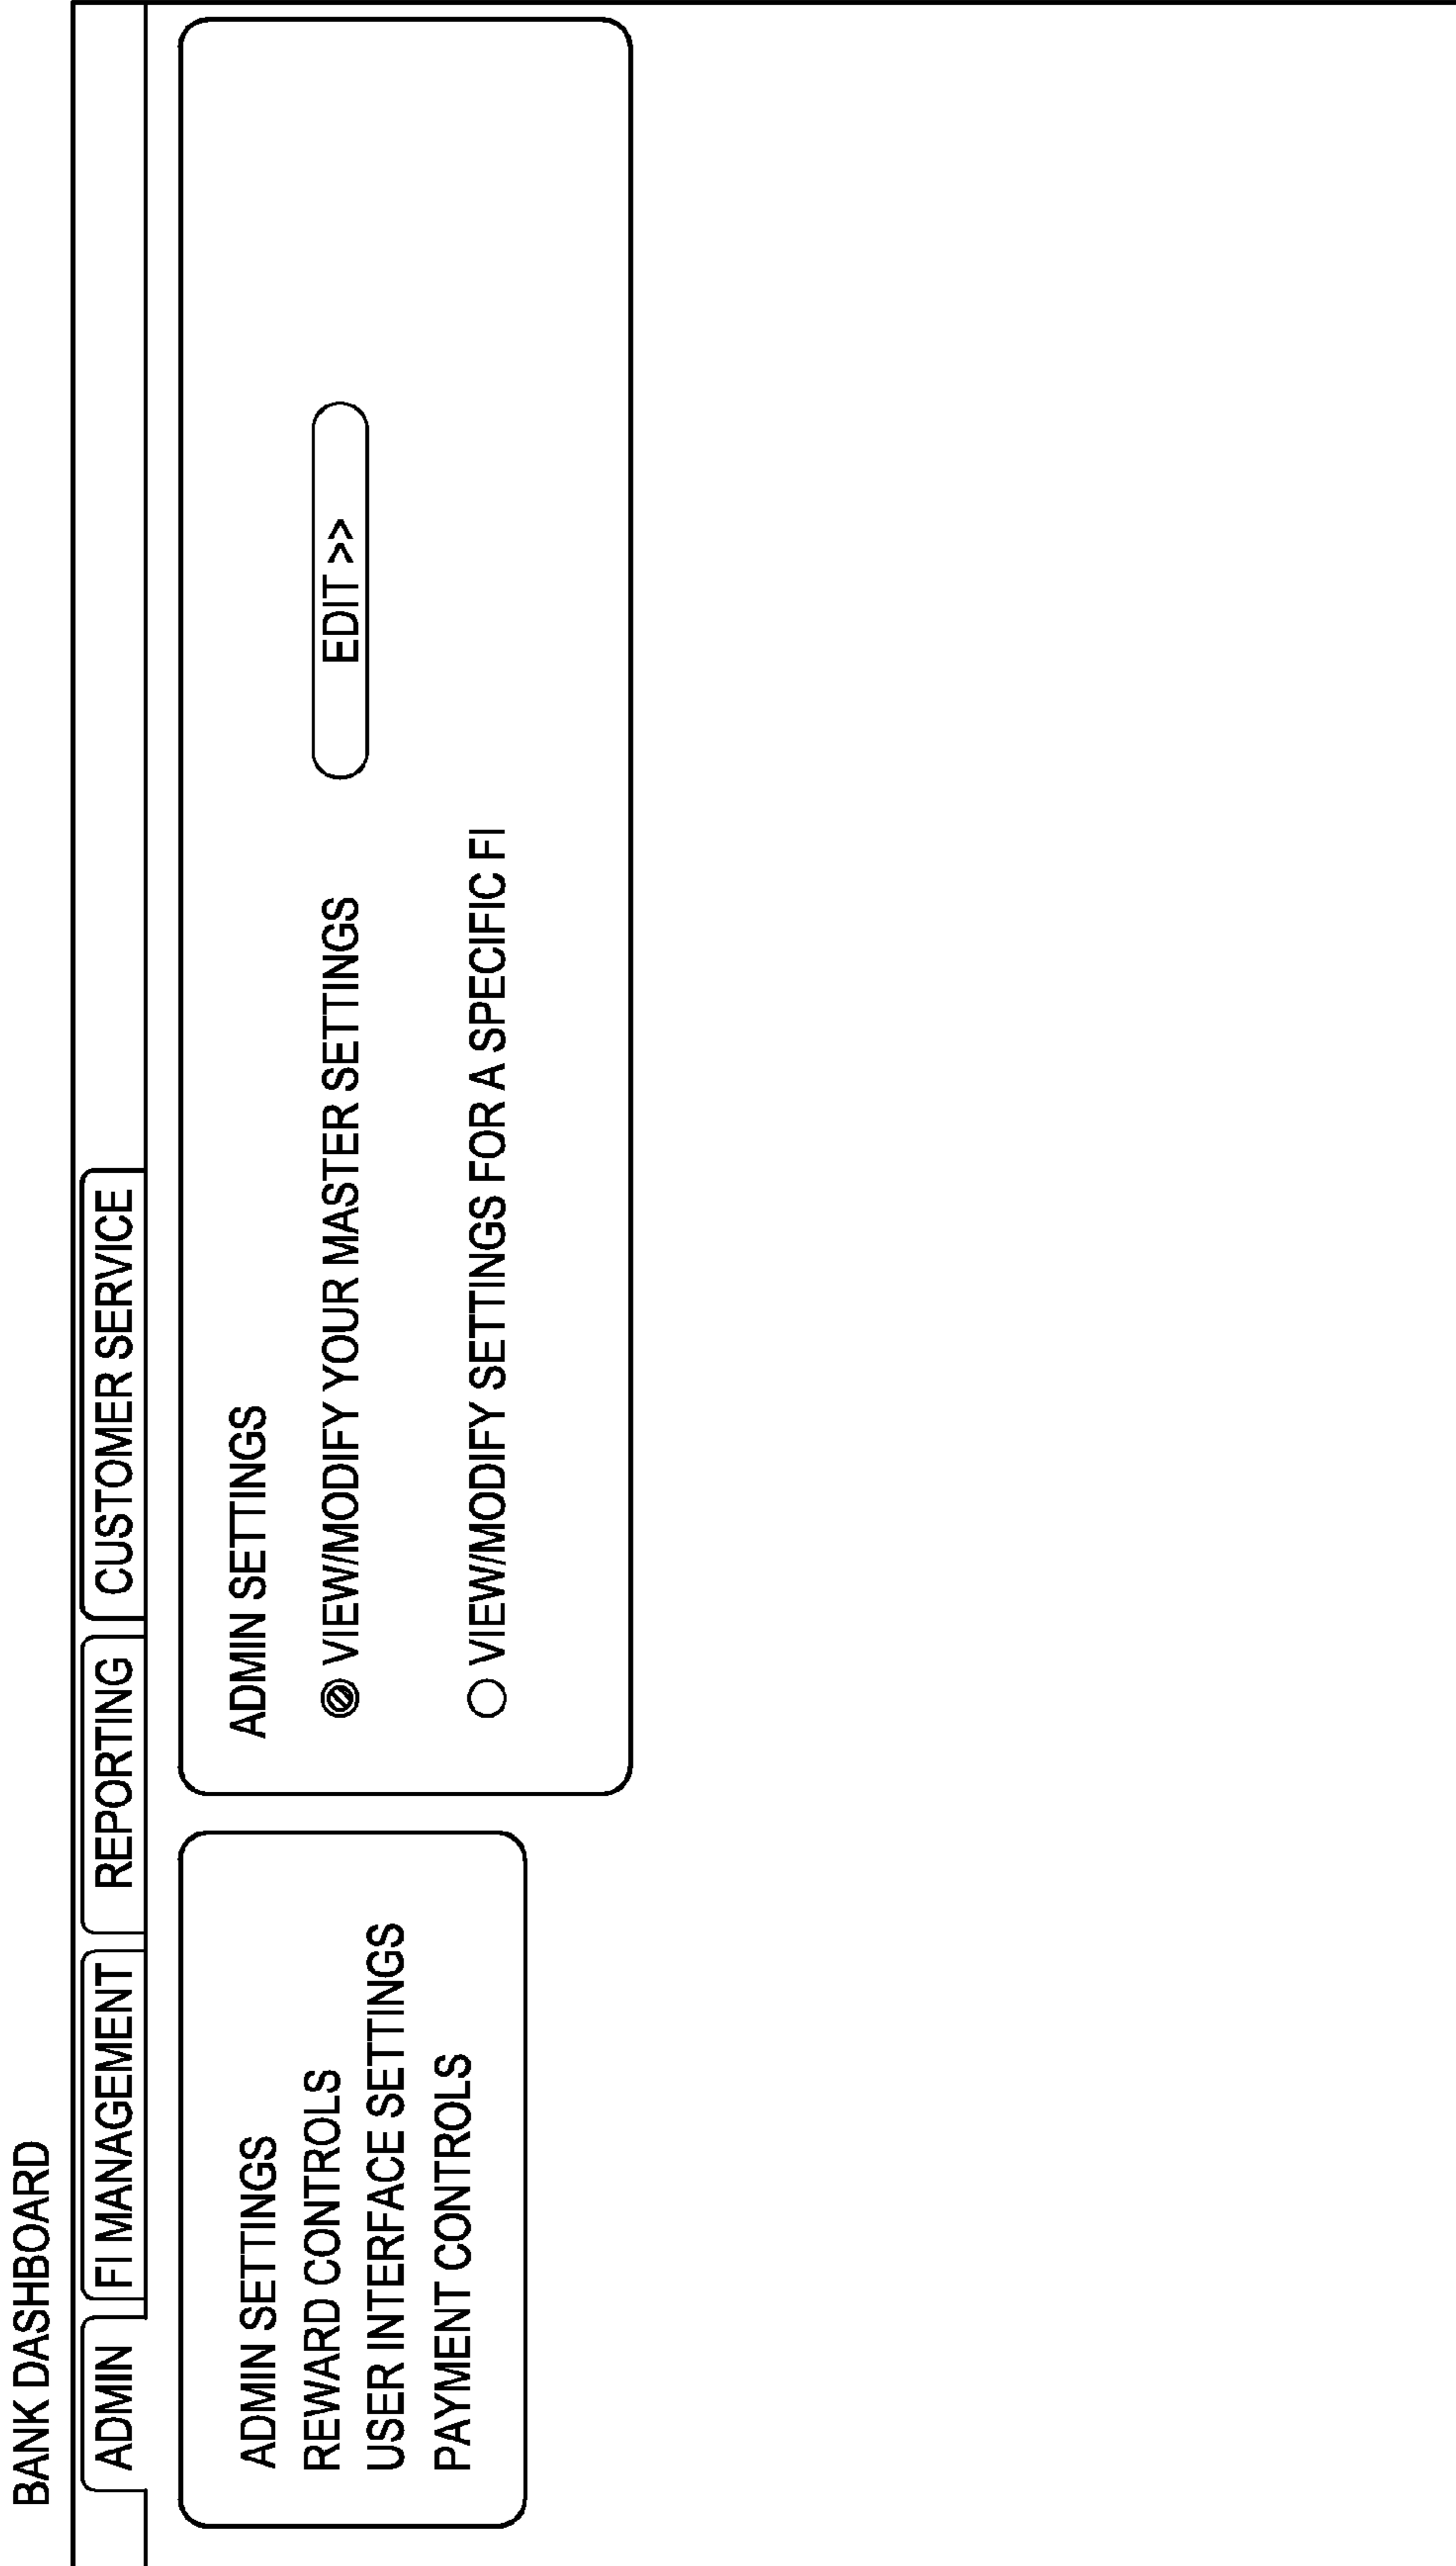 BANK DASHBOARD
ADMIN FI MANAGEMENT REPORTING CUSTOMER SERVICE
ADMIN SETTINGS
REWARD CONTROLS
USER INTERFACE SETTINGS
PAYMENT CONTROLS
ADMIN SETTINGS
VIEW/MODIFY YOUR MASTER SETTINGS EDIT >>
VIEW/MODIFY SETTINGS FOR A SPECIFIC FI